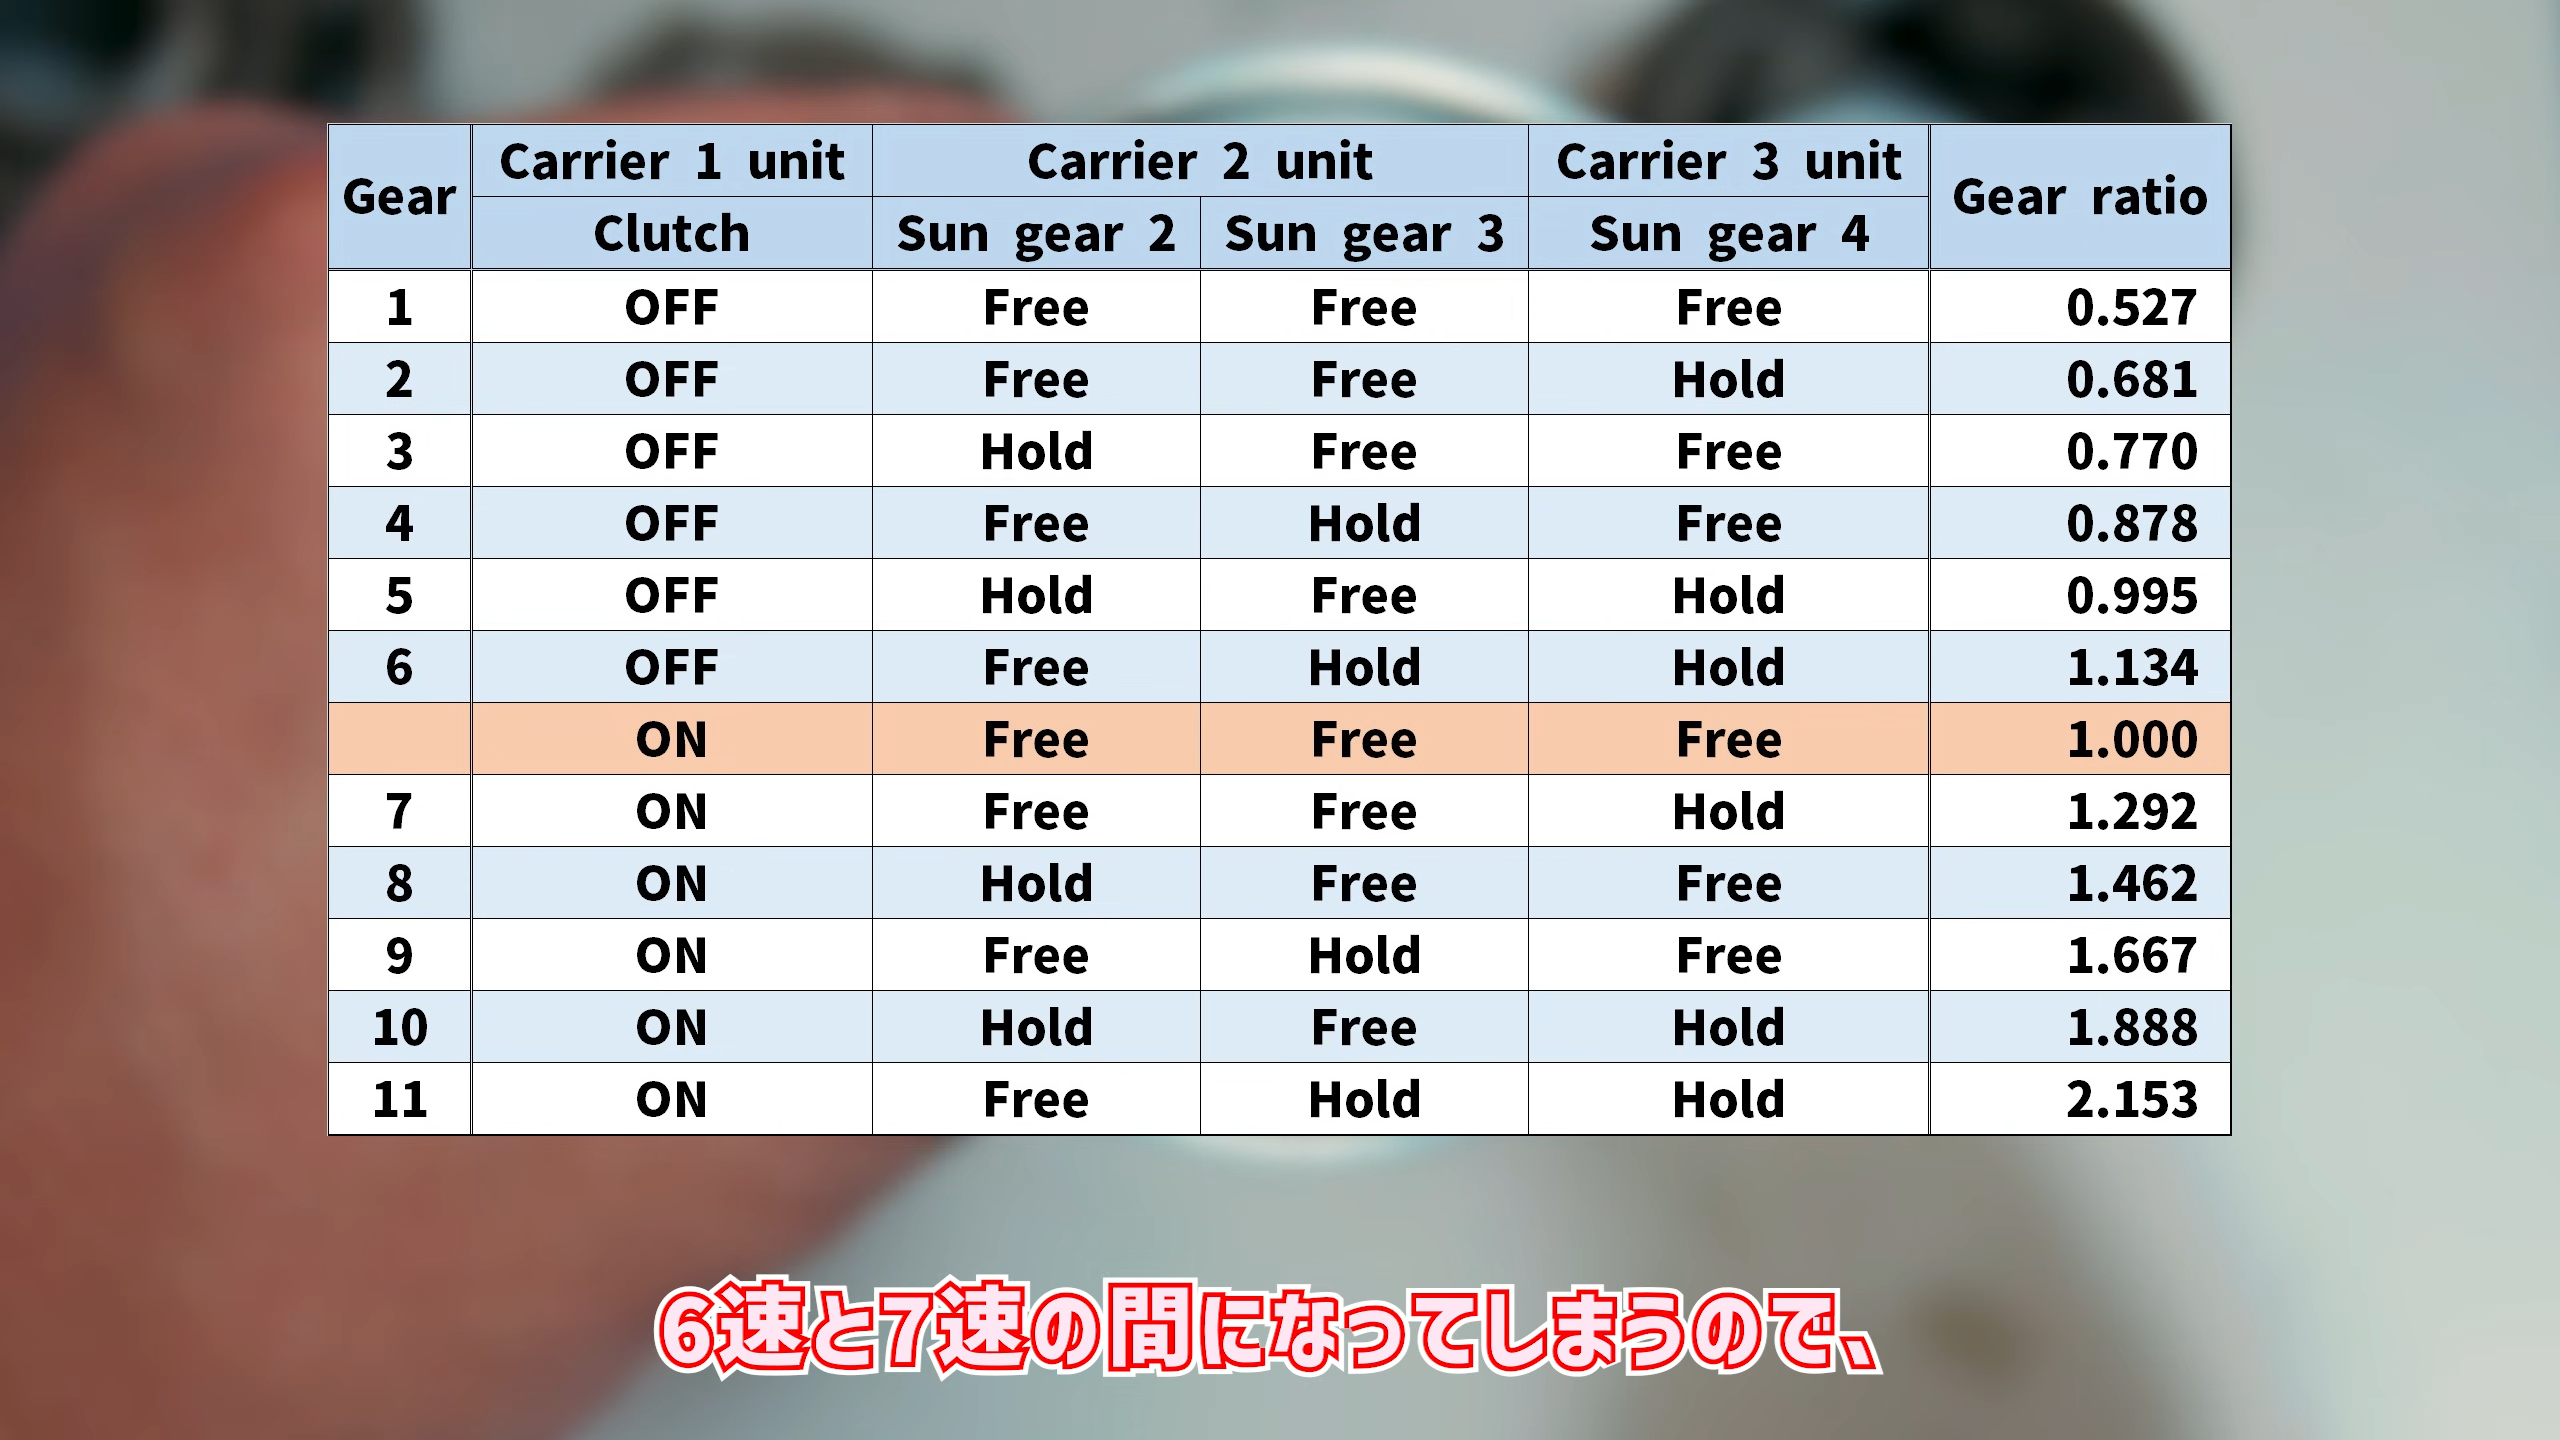 Gear Carrier 1 unit Carrier 2 unit Carrier 3 unit Gear ratio
Clutch Sun gear 2 Sun gear 3 Sun gear 4
1 OFF Free Free Free 0.527
2 OFF Free Free Hold 0.681
3 OFF Hold Free Free 0.770
4 OFF Free Hold Free 0.878
5 OFF Hold Free Hold 0.995
6 OFF Free Hold Hold 1.134
ON Free Free Free 1.000
7 ON Free Free Hold 1.292
8 ON Hold Free Free 1.462
9 ON Free Hold Free 1.667
10 ON Hold Free Hold 1.888
11 ON Free Hold Hold 2.153
6速と7速の間になってしまうので、